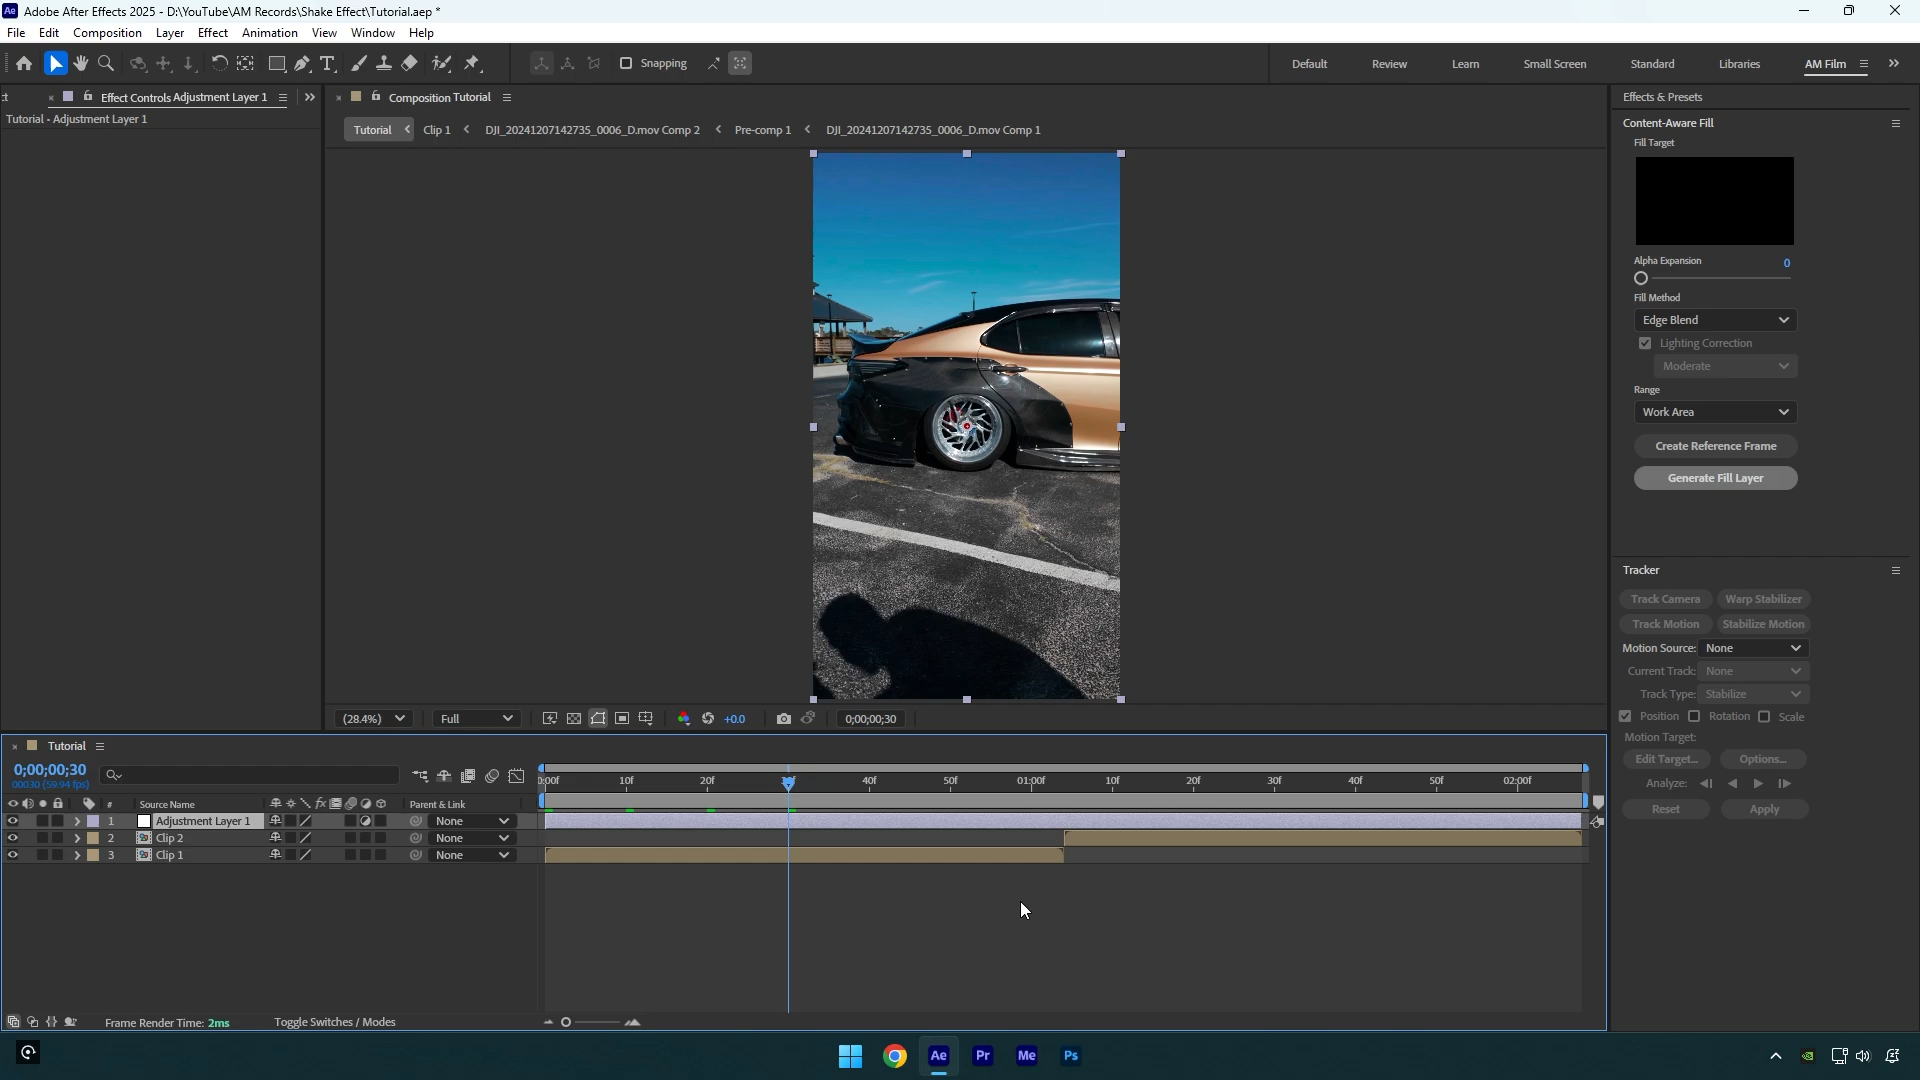 Adobe After Effects 2025 - D:\YouTube\AM Records\Shake Effect\Tutorial.aep *
File Edit Composition Layer Effect Animation View Window Help
Snapping
Default Review Learn Small Screen Standard Libraries AM Film
Effect Controls Adjustment Layer 1
Composition Tutorial
Effects & Presets
Tutorial • Adjustment Layer 1
Tutorial Clip 1 DJI_20241207142735_0006_D.mov Comp 2 Pre-comp 1 DJI_20241207142735_0006_D.mov Comp 1
Content-Aware Fill
Fill Target
Alpha Expansion 0
Fill Method
Edge Blend
Lighting Correction
Moderate
Range
Work Area
Create Reference Frame
Generate Fill Layer
Tracker
Track Camera Warp Stabilizer
Track Motion Stabilize Motion
Motion Source: None
Current Track: None
Track Type: Stabilize
Position Rotation Scale
Motion Target:
Edit Target... Options...
Analyze:
Reset Apply
(28.4%) Full +0.0 0;00;00;30
Tutorial
0;00;00;30
00030 (59.94 fps)
0:00f 10f 20f 40f 50f 01:00f 10f 20f 30f 40f 50f 02:00f
# Source Name fx Parent & Link
1 Adjustment Layer 1 None
2 Clip 2 None
3 Clip 1 None
Frame Render Time: 2ms Toggle Switches / Modes
Ae Pr Me Ps